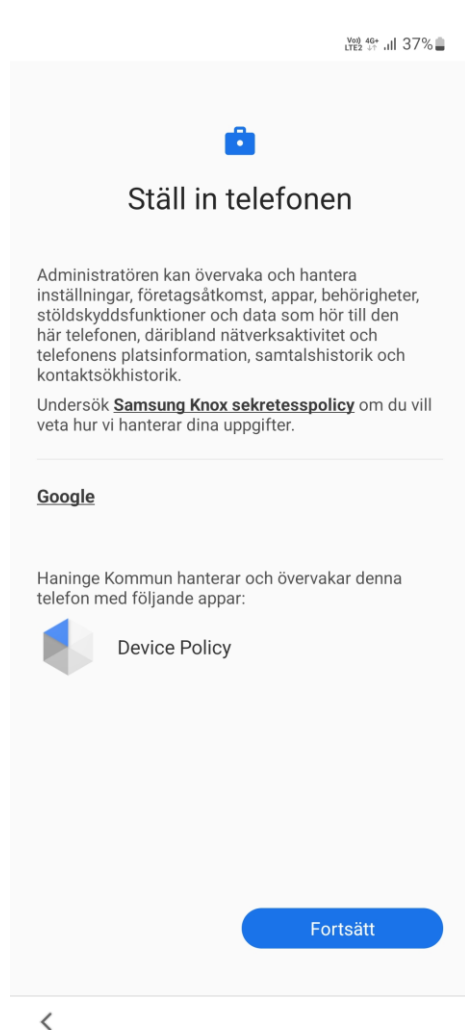 Voo) 4G+ 37%
LTE2
Ställ in telefonen
Administratören kan övervaka och hantera
inställningar, företagsåtkomst, appar, behörigheter,
stöldskyddsfunktioner och data som hör till den
här telefonen, däribland nätverksaktivitet och
telefonens platsinformation, samtalshistorik och
kontaktsökhistorik.
Undersök Samsung Knox sekretesspolicy om du vill
veta hur vi hanterar dina uppgifter.
Google
Haninge Kommun hanterar och övervakar denna
telefon med följande appar:
Device Policy
Fortsätt